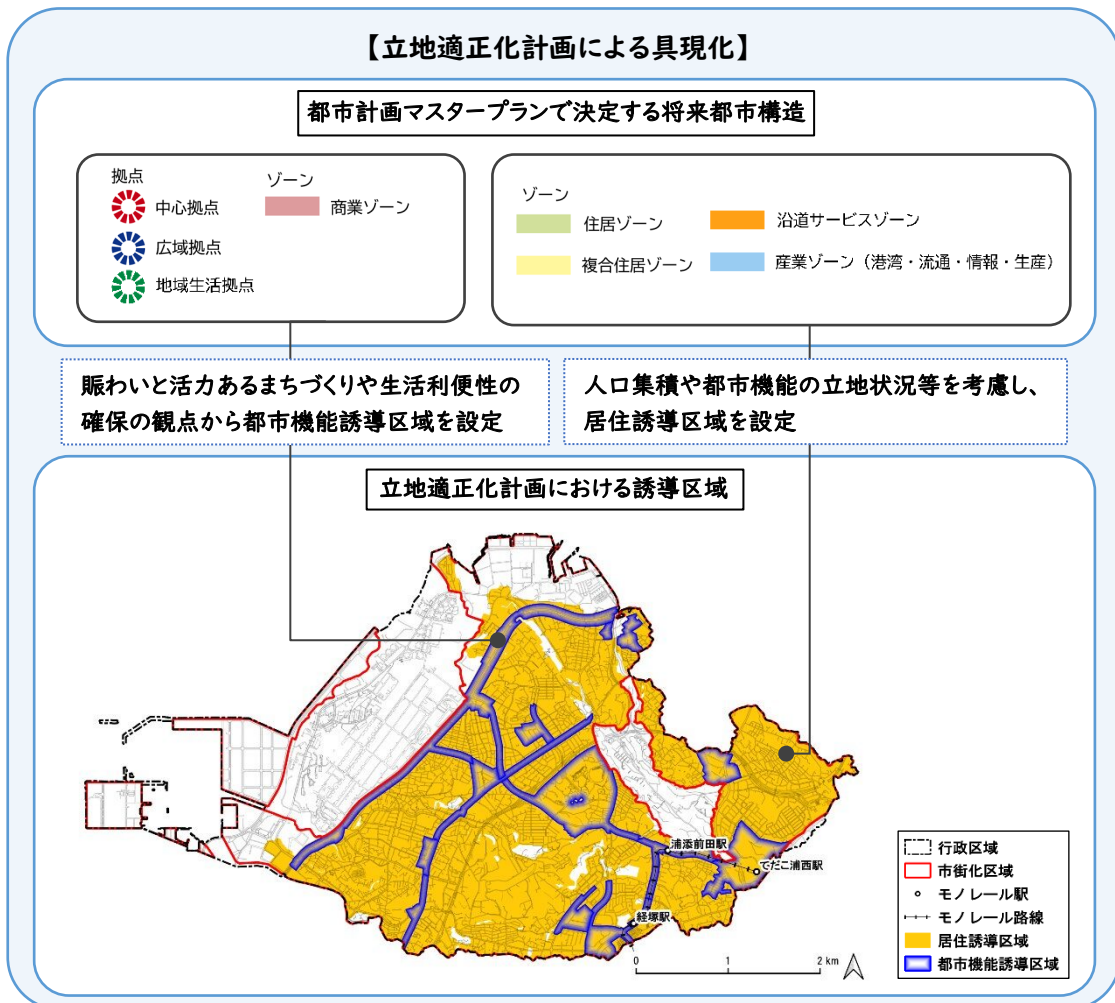 【立地適正化計画による具現化】
都市計画マスタープランで決定する将来都市構造
拠点
中心拠点
広域拠点
地域生活拠点
ゾーン
商業ゾーン
ゾーン
住居ゾーン
複合住居ゾーン
沿道サービスゾーン
産業ゾーン（港湾・流通・情報・生産）
賑わいと活力あるまちづくりや生活利便性の
確保の観点から都市機能誘導区域を設定
人口集積や都市機能の立地状況等を考慮し、
居住誘導区域を設定
立地適正化計画における誘導区域
浦添前田駅
てだこ浦西駅
経塚駅
行政区域
市街化区域
モノレール駅
モノレール路線
居住誘導区域
都市機能誘導区域
0 1 2 km